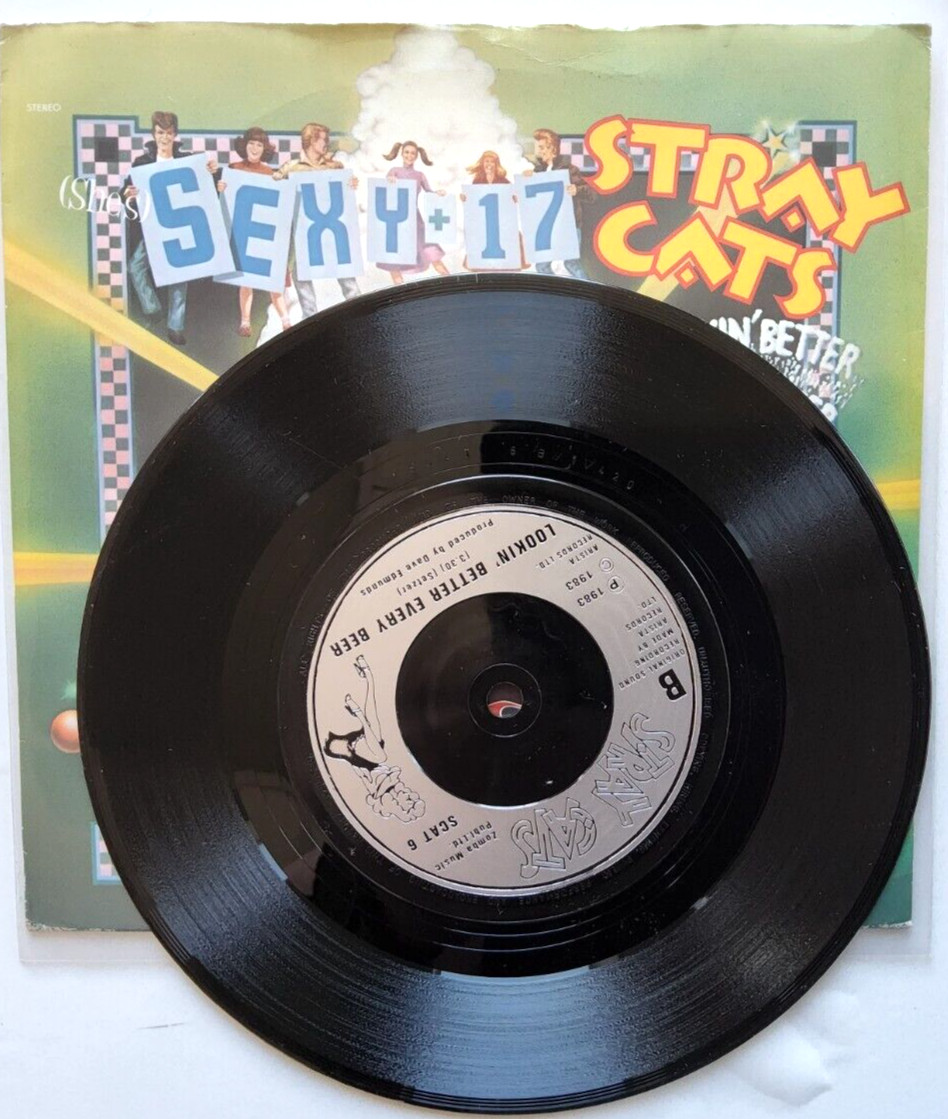 STEREO
(She's)
SEXY + 17
STRAY
CATS
BETTER
STRAY
CATS
B
ORIGINAL SOUND
RECORDING
MADE BY
ARISTA
RECORDS
LTD
℗ 1983
© 1983
ARISTA
RECORDS LTD.
SCAT 6
Zomba Music
Publ. Ltd.
LOOKIN' BETTER EVERY BEER
(3.30) (Setzer)
Produced by Dave Edmunds